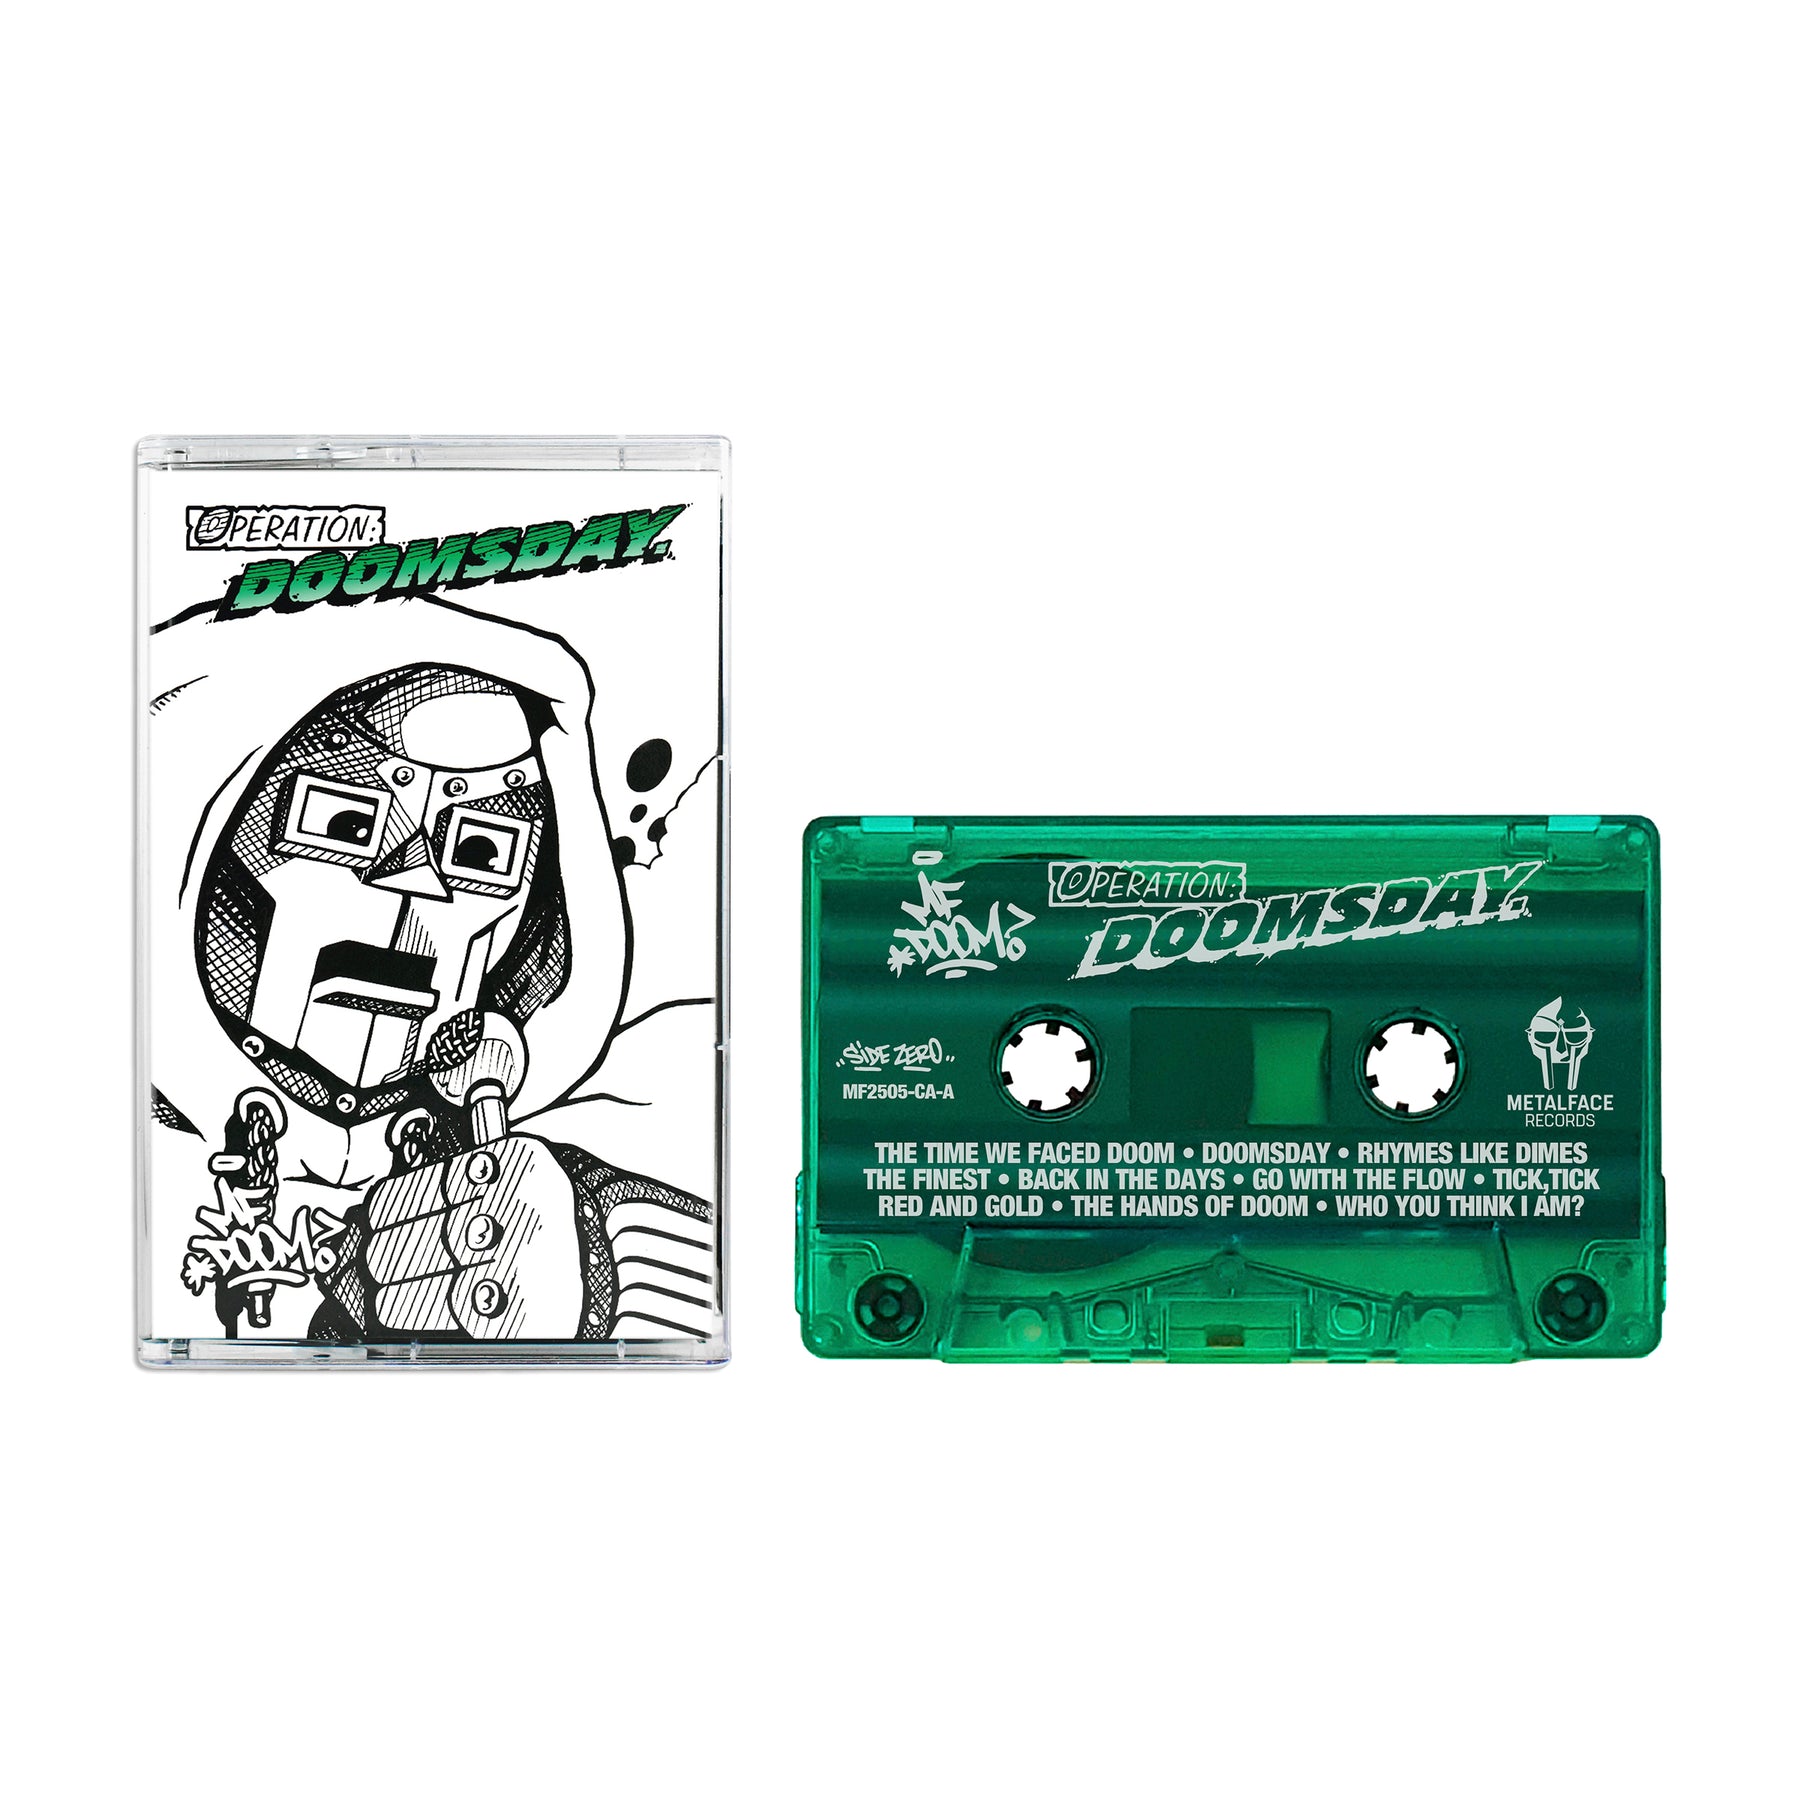 OPERATION:
DOOMSDAY.
MF
*DOOM?
OPERATION:
DOOMSDAY.
MF
*DOOM?
..SIDE ZERO..
MF2505-CA-A
METALFACE
RECORDS
THE TIME WE FACED DOOM • DOOMSDAY • RHYMES LIKE DIMES
THE FINEST • BACK IN THE DAYS • GO WITH THE FLOW • TICK,TICK
RED AND GOLD • THE HANDS OF DOOM • WHO YOU THINK I AM?